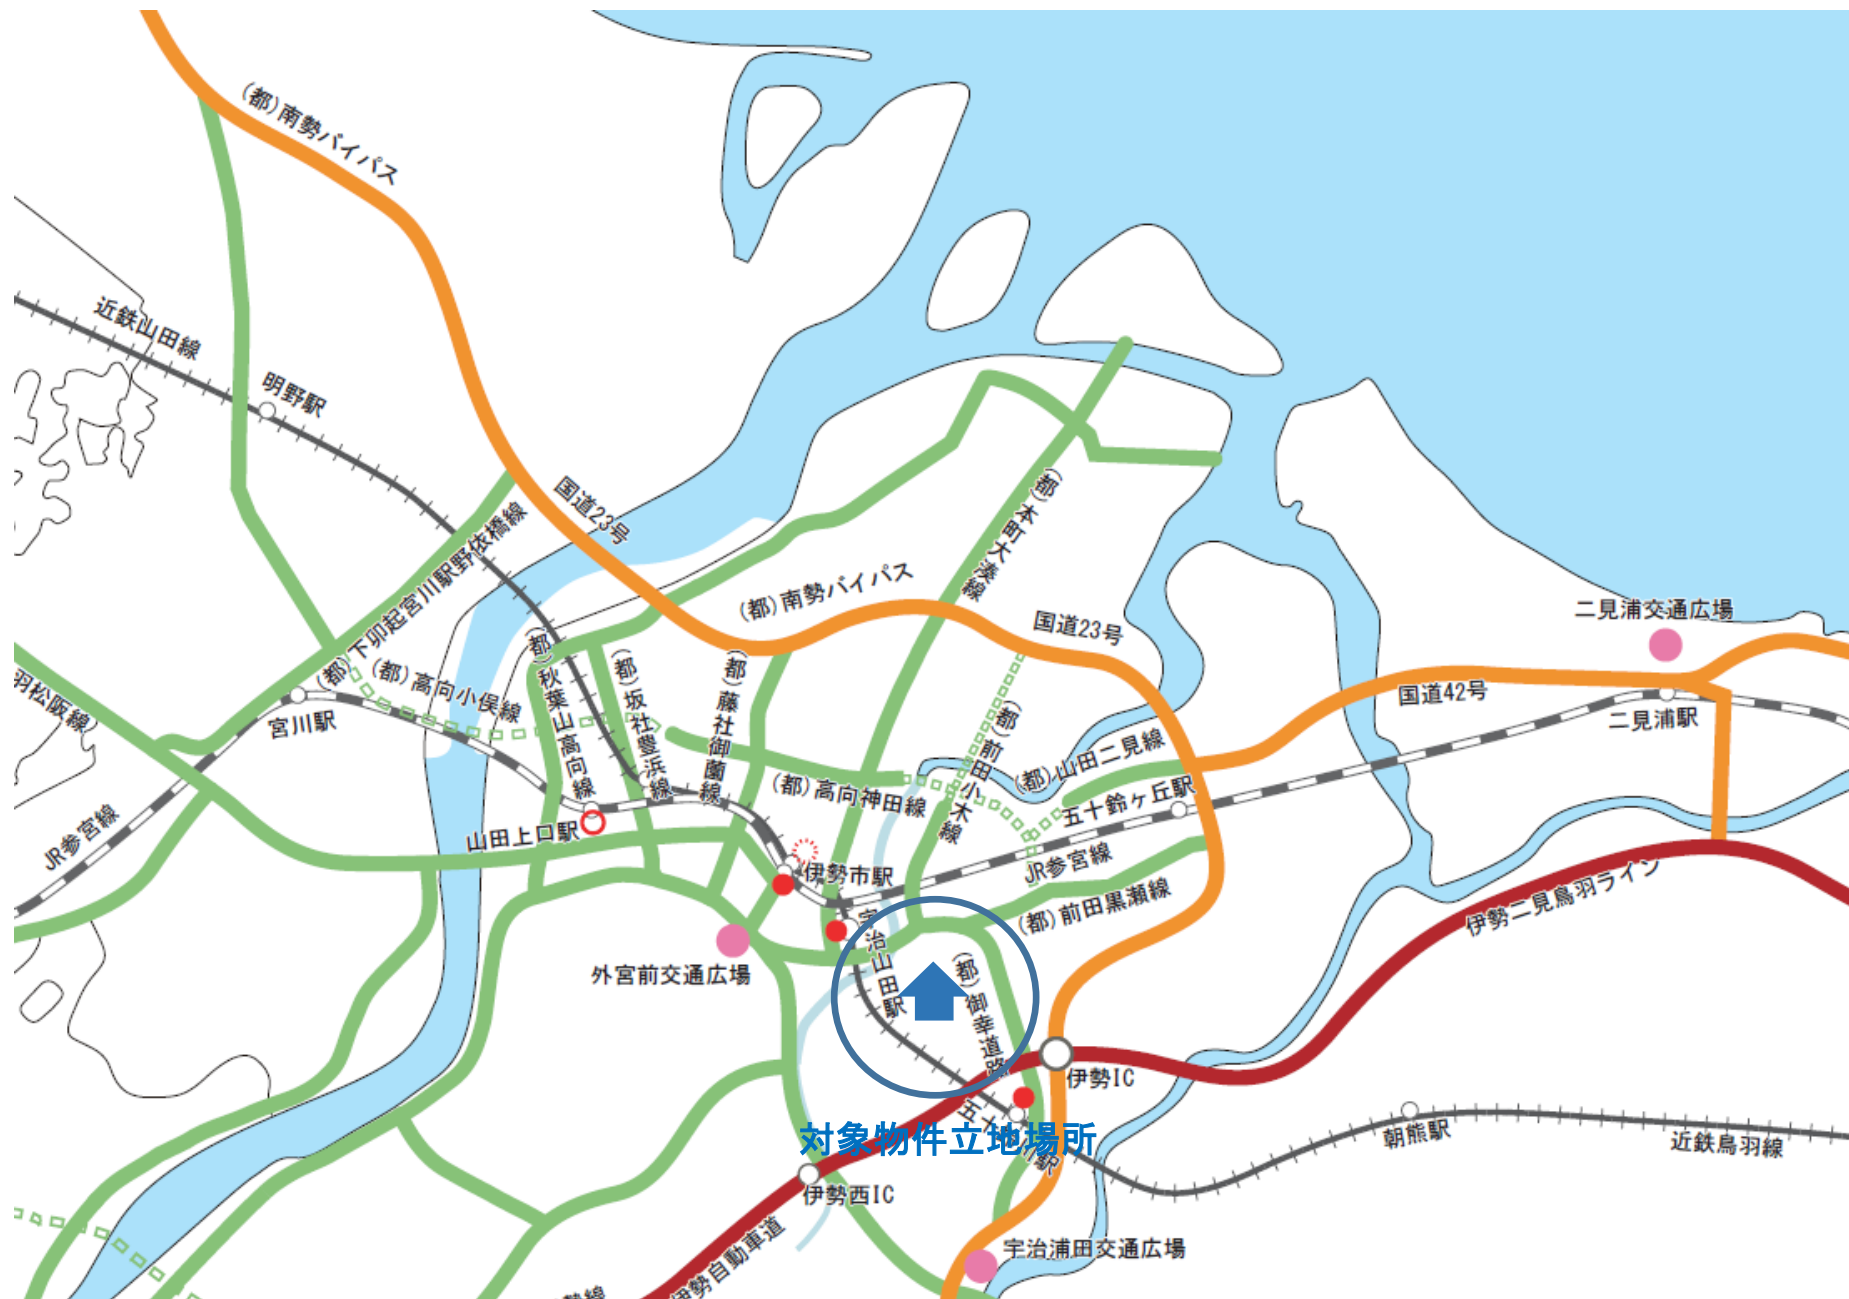 (都)南勢バイパス
近鉄山田線
明野駅
国道23号
(都)下卯起宮川駅野依橋線
(都)本町大湊線
(都)南勢バイパス
国道23号
二見浦交通広場
(都)高向小俣線
(都)秋葉山高向線
(都)坂社豊浜線
(都)藤社御薗線
羽松阪線)
宮川駅
(都)前田小木線
(都)山田二見線
国道42号
二見浦駅
(都)高向神田線
五十鈴ヶ丘駅
JR参宮線
山田上口駅
伊勢市駅
JR参宮線
(都)前田黒瀬線
伊勢二見鳥羽ライン
宇治山田駅
外宮前交通広場
(都)御幸道路
伊勢IC
対象物件立地場所
朝熊駅
近鉄鳥羽線
伊勢西IC
伊勢自動車道
宇治浦田交通広場